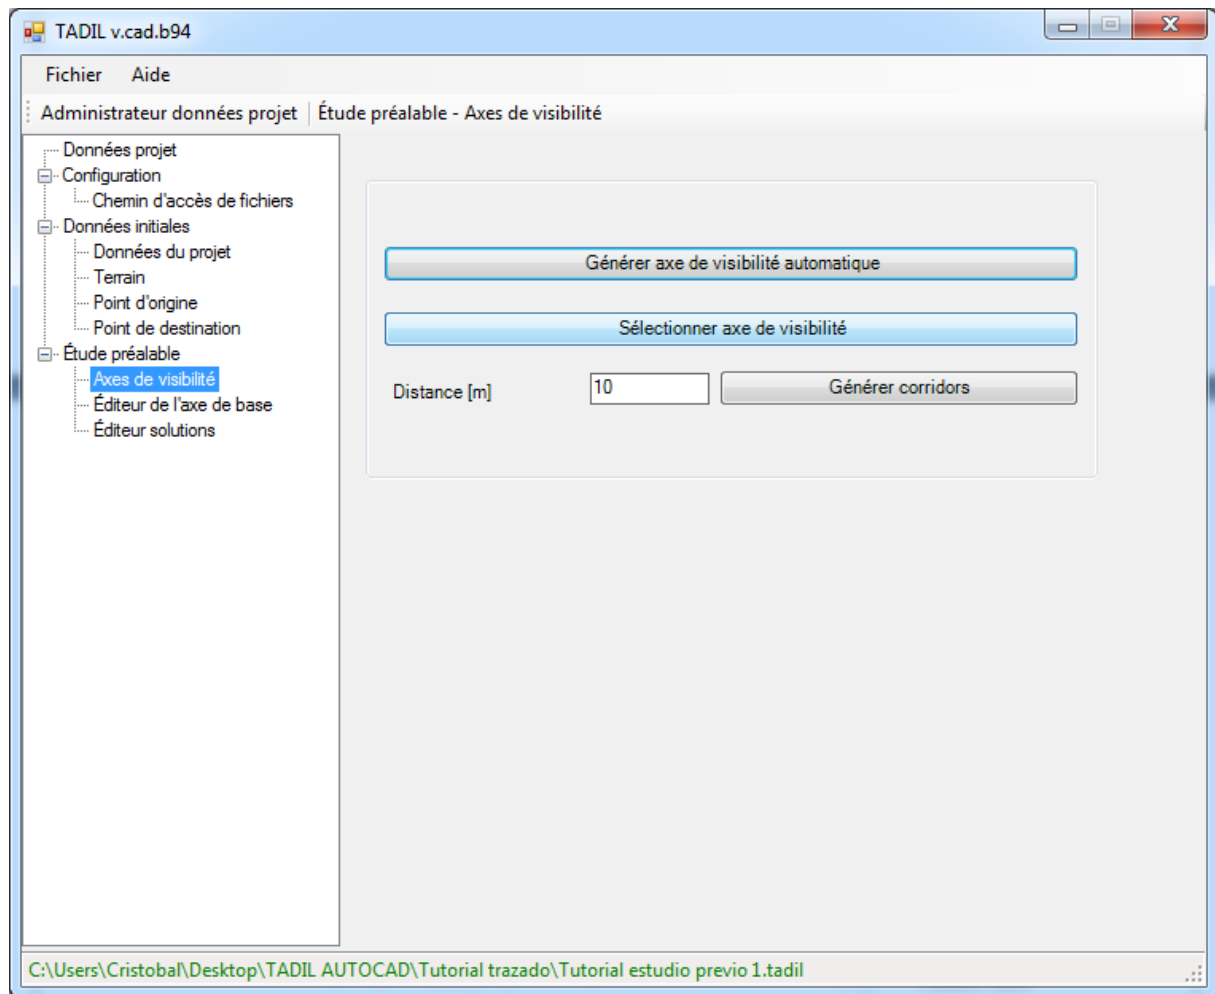 TADIL v.cad.b94
Fichier Aide
Administrateur données projet Étude préalable - Axes de visibilité
Données projet
Configuration
Chemin d'accès de fichiers
Données initiales
Données du projet
Terrain
Point d'origine
Point de destination
Étude préalable
Axes de visibilité
Éditeur de l'axe de base
Éditeur solutions
Générer axe de visibilité automatique
Sélectionner axe de visibilité
Distance [m] 10 Générer corridors
C:\Users\Cristobal\Desktop\TADIL AUTOCAD\Tutorial trazado\Tutorial estudio previo 1.tadil